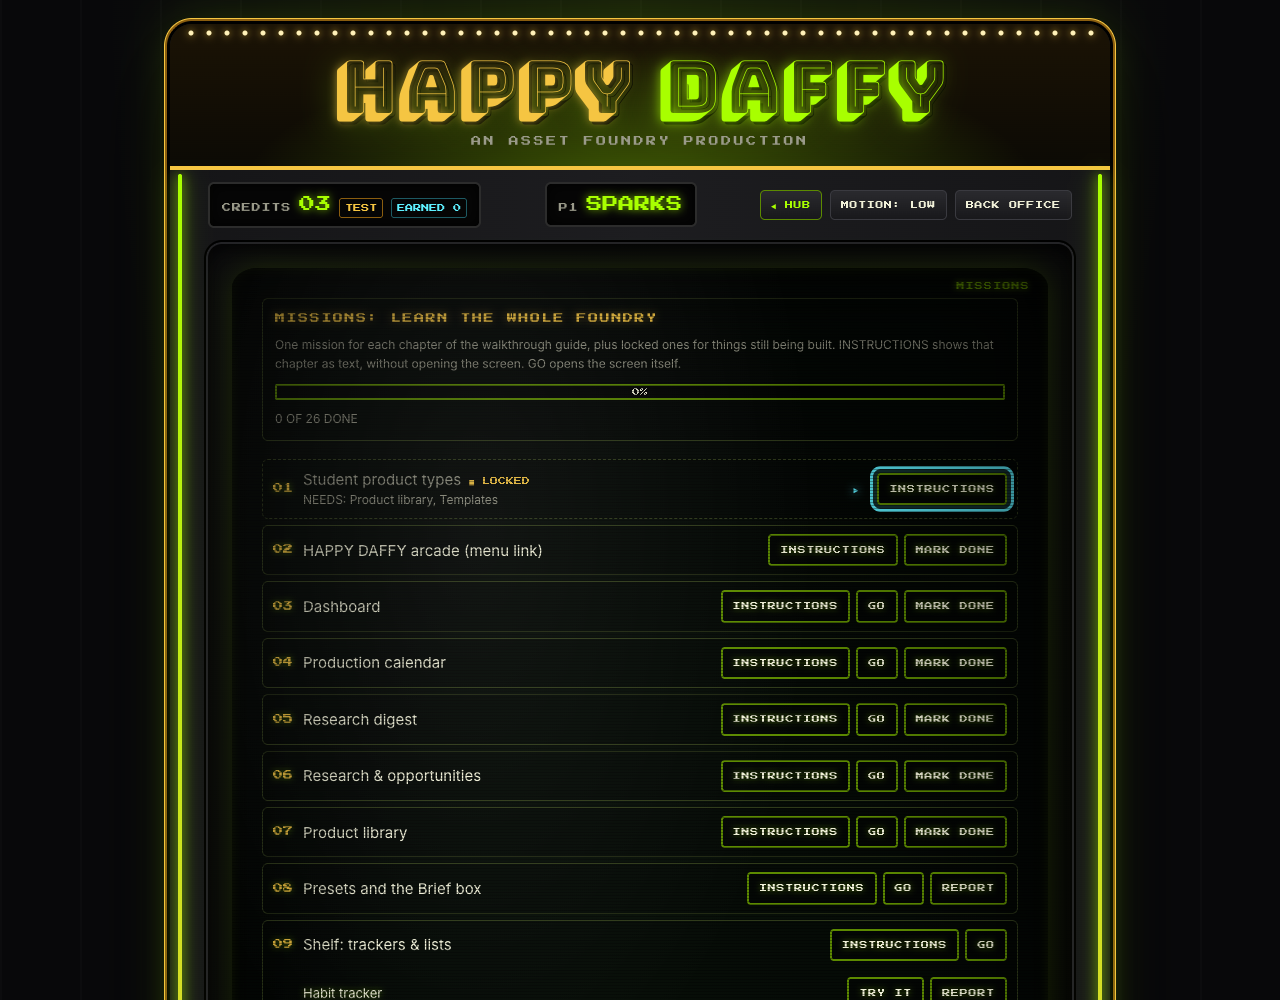 HAPPY DAFFY
AN ASSET FOUNDRY PRODUCTION
CREDITS 03 TEST EARNED 0
P1 SPARKS
◂ HUB
MOTION: LOW
BACK OFFICE
MISSIONS
MISSIONS: LEARN THE WHOLE FOUNDRY
One mission for each chapter of the walkthrough guide, plus locked ones for things still being built. INSTRUCTIONS shows that
chapter as text, without opening the screen. GO opens the screen itself.
0%
0 OF 26 DONE
01 Student product types LOCKED
NEEDS: Product library, Templates
INSTRUCTIONS
02 HAPPY DAFFY arcade (menu link) INSTRUCTIONS MARK DONE
03 Dashboard INSTRUCTIONS GO MARK DONE
04 Production calendar INSTRUCTIONS GO MARK DONE
05 Research digest INSTRUCTIONS GO MARK DONE
06 Research & opportunities INSTRUCTIONS GO MARK DONE
07 Product library INSTRUCTIONS GO MARK DONE
08 Presets and the Brief box INSTRUCTIONS GO REPORT
09 Shelf: trackers & lists INSTRUCTIONS GO
Habit tracker TRY IT REPORT